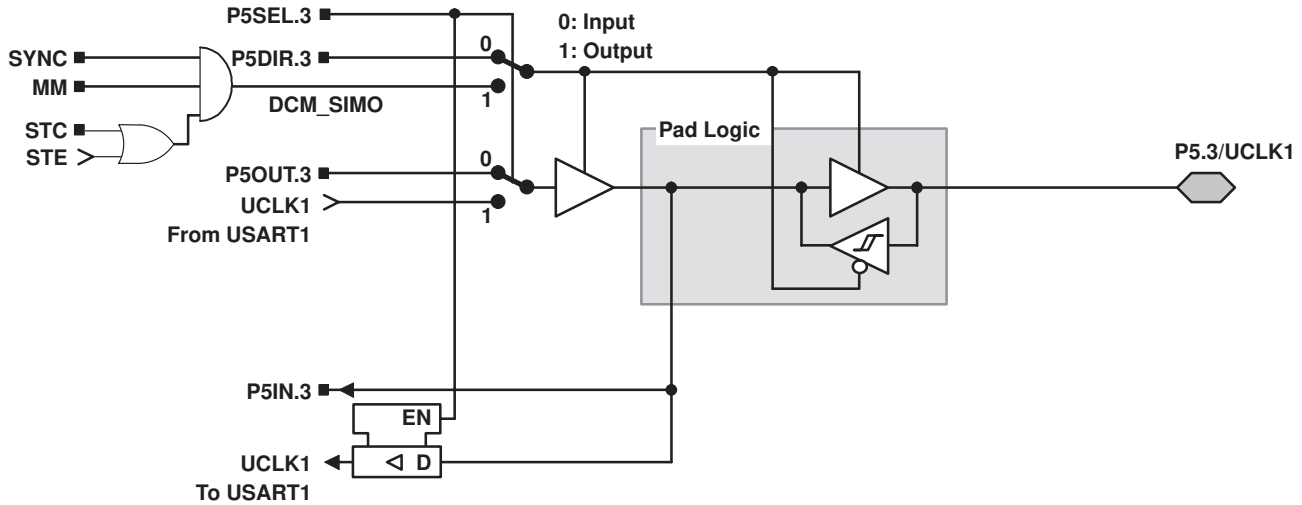 P5SEL.3
0: Input
1: Output
SYNC
P5DIR.3
0
MM
DCM_SIMO
1
STC
STE
Pad Logic
P5.3/UCLK1
P5OUT.3
0
UCLK1
1
From USART1
P5IN.3
EN
UCLK1
D
To USART1